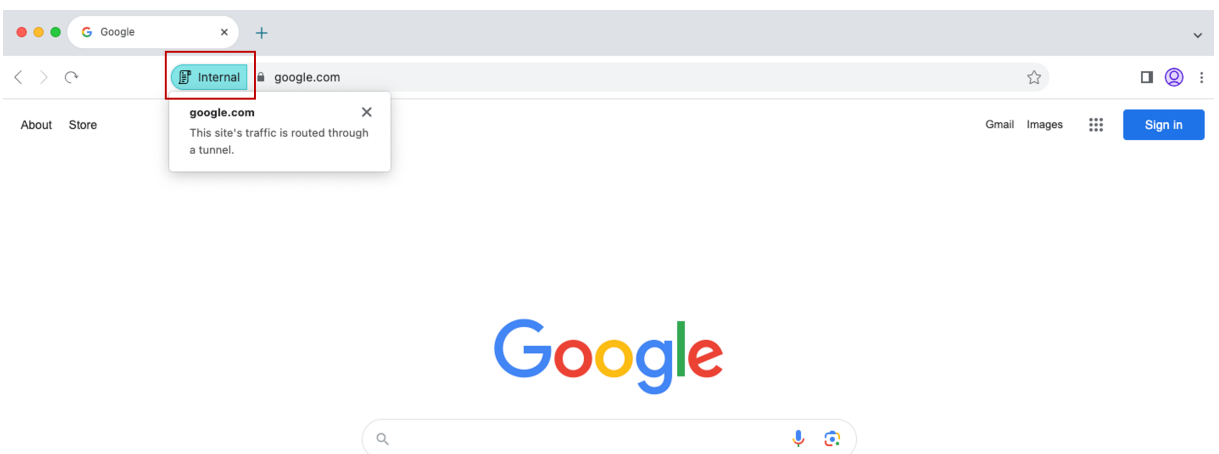 Google
Internal google.com
google.com
This site's traffic is routed through
a tunnel.
About Store
Gmail Images Sign in
Google